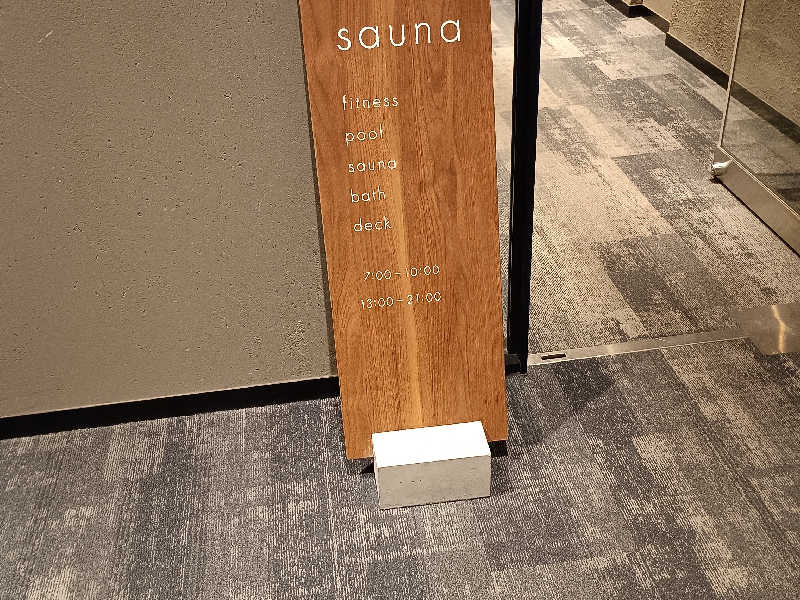 sauna
fitness
pool
sauna
bath
deck
7:00–10:00
13:00–21:00